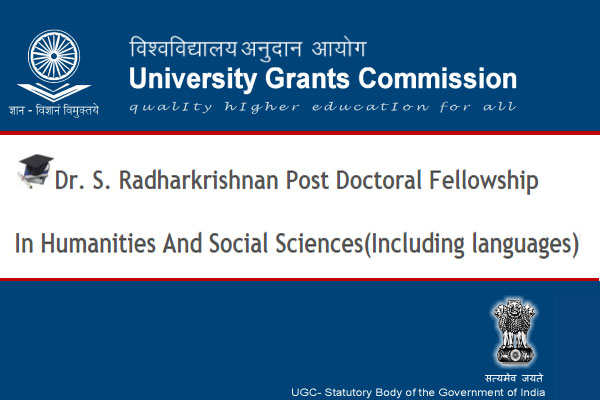 विश्वविद्यालय अनुदान आयोग
University Grants Commission
quality higher education for all
ज्ञान - विज्ञानं विमुक्तये
Dr. S. Radharkrishnan Post Doctoral Fellowship
In Humanities And Social Sciences(Including languages)
सत्यमेव जयते
UGC- Statutory Body of the Government of India